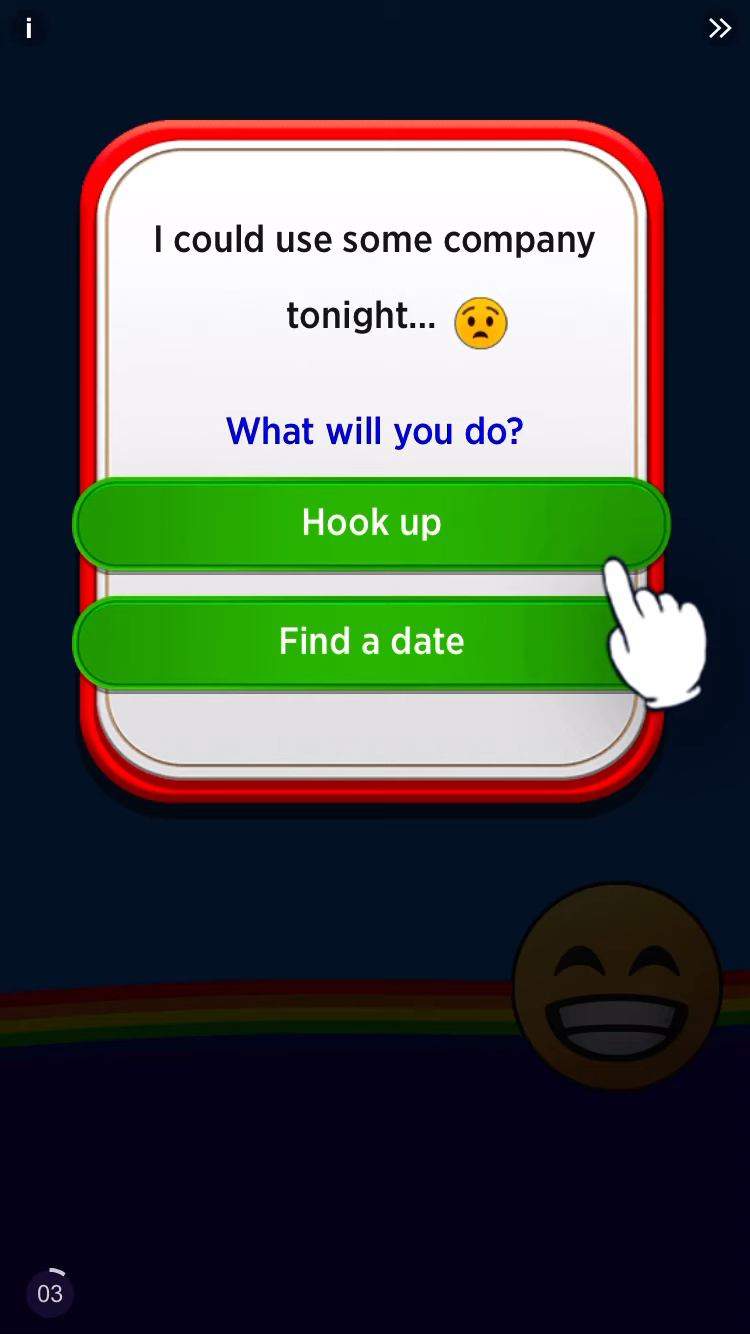 i
I could use some company
tonight...
What will you do?
Hook up
Find a date
03